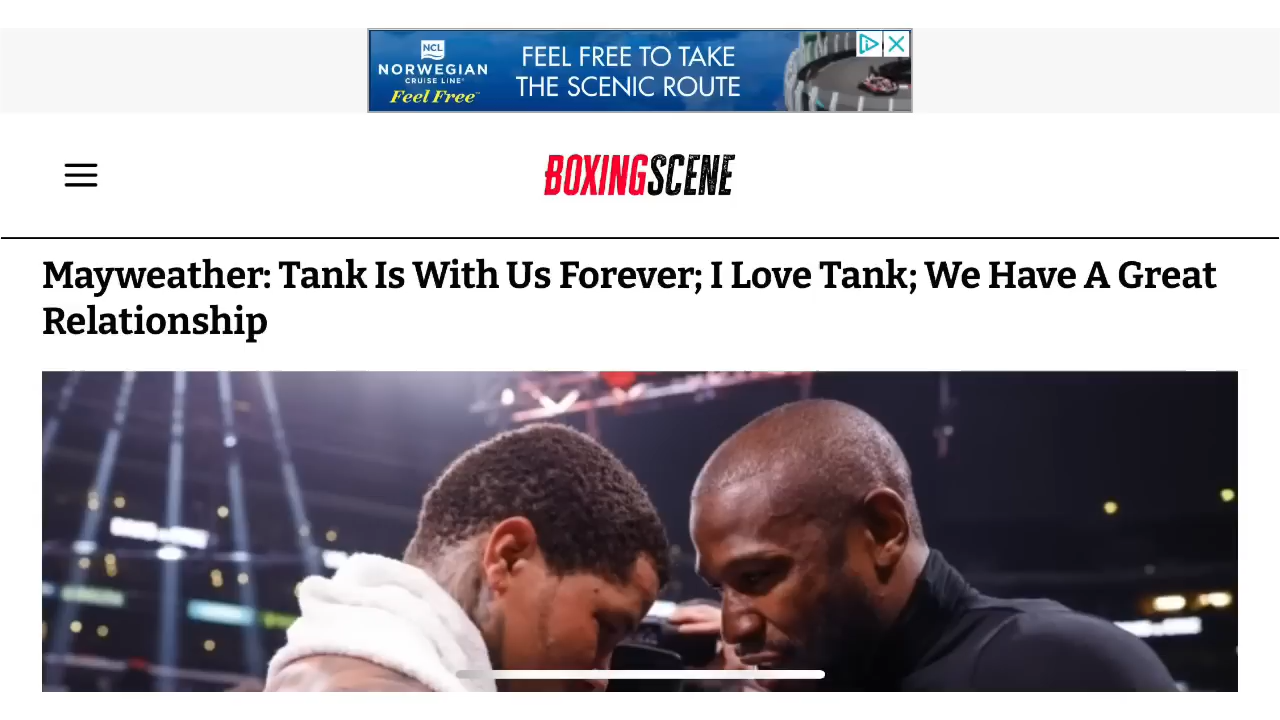 NCL
NORWEGIAN
CRUISE LINE®
Feel Free™
FEEL FREE TO TAKE
THE SCENIC ROUTE
BOXINGSCENE
Mayweather: Tank Is With Us Forever; I Love Tank; We Have A Great
Relationship